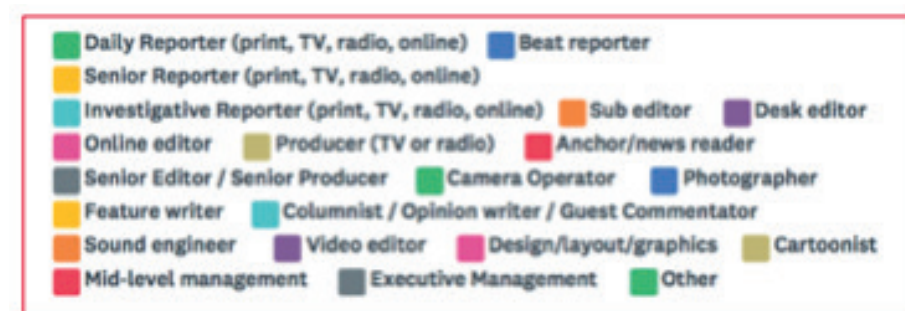 Daily Reporter (print, TV, radio, online) Beat reporter
Senior Reporter (print, TV, radio, online)
Investigative Reporter (print, TV, radio, online) Sub editor Desk editor
Online editor Producer (TV or radio) Anchor/news reader
Senior Editor / Senior Producer Camera Operator Photographer
Feature writer Columnist / Opinion writer / Guest Commentator
Sound engineer Video editor Design/layout/graphics Cartoonist
Mid-level management Executive Management Other